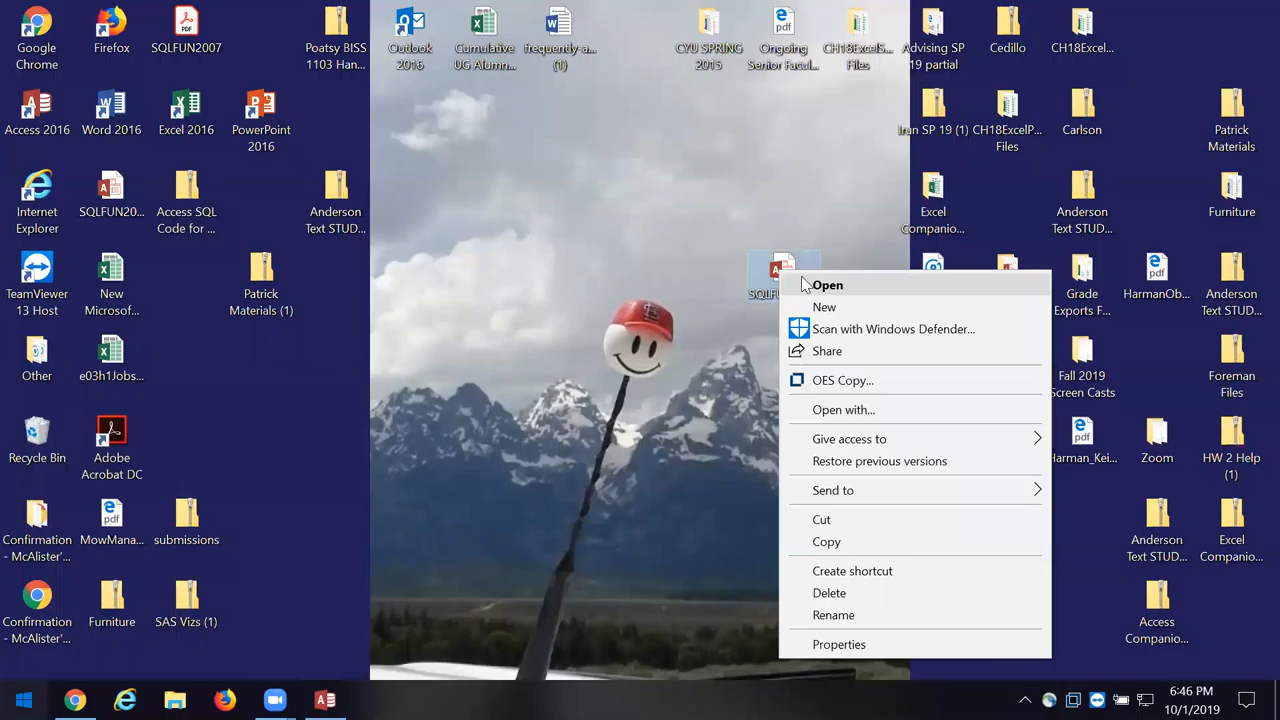 Google
Chrome
Firefox
SQLFUN2007
Poatsy BISS
1103 Han...
Outlook
2016
Cumulative
UG Alumn...
frequently-a...
(1)
CYU SPRING
2015
Ongoing
Senior Facul...
CH18ExcelS...
Files
Advising SP
19 partial
Cedillo
CH18Excel...
Access 2016
Word 2016
Excel 2016
PowerPoint
2016
Irun SP 19 (1)
CH18ExcelP...
Files
Carlson
Patrick
Materials
Internet
Explorer
SQLFUN20...
Access SQL
Code for ...
Anderson
Text STUD...
Excel
Companio...
Anderson
Text STUD...
Furniture
TeamViewer
13 Host
New
Microsof...
Patrick
Materials (1)
Grade
Exports F...
HarmanOb...
Anderson
Text STUD...
Open
New
Scan with Windows Defender...
Share
OES Copy...
Open with...
Give access to
Restore previous versions
Send to
Cut
Copy
Create shortcut
Delete
Rename
Properties
Other
e03h1Jobs...
Fall 2019
Screen Casts
Foreman
Files
Recycle Bin
Adobe
Acrobat DC
Harman_Kei...
Zoom
HW 2 Help
(1)
Confirmation
- McAlister'...
MowMana...
submissions
Anderson
Text STUD...
Excel
Companio...
Confirmation
- McAlister'...
Furniture
SAS Vizs (1)
Access
Companio...
6:46 PM
10/1/2019